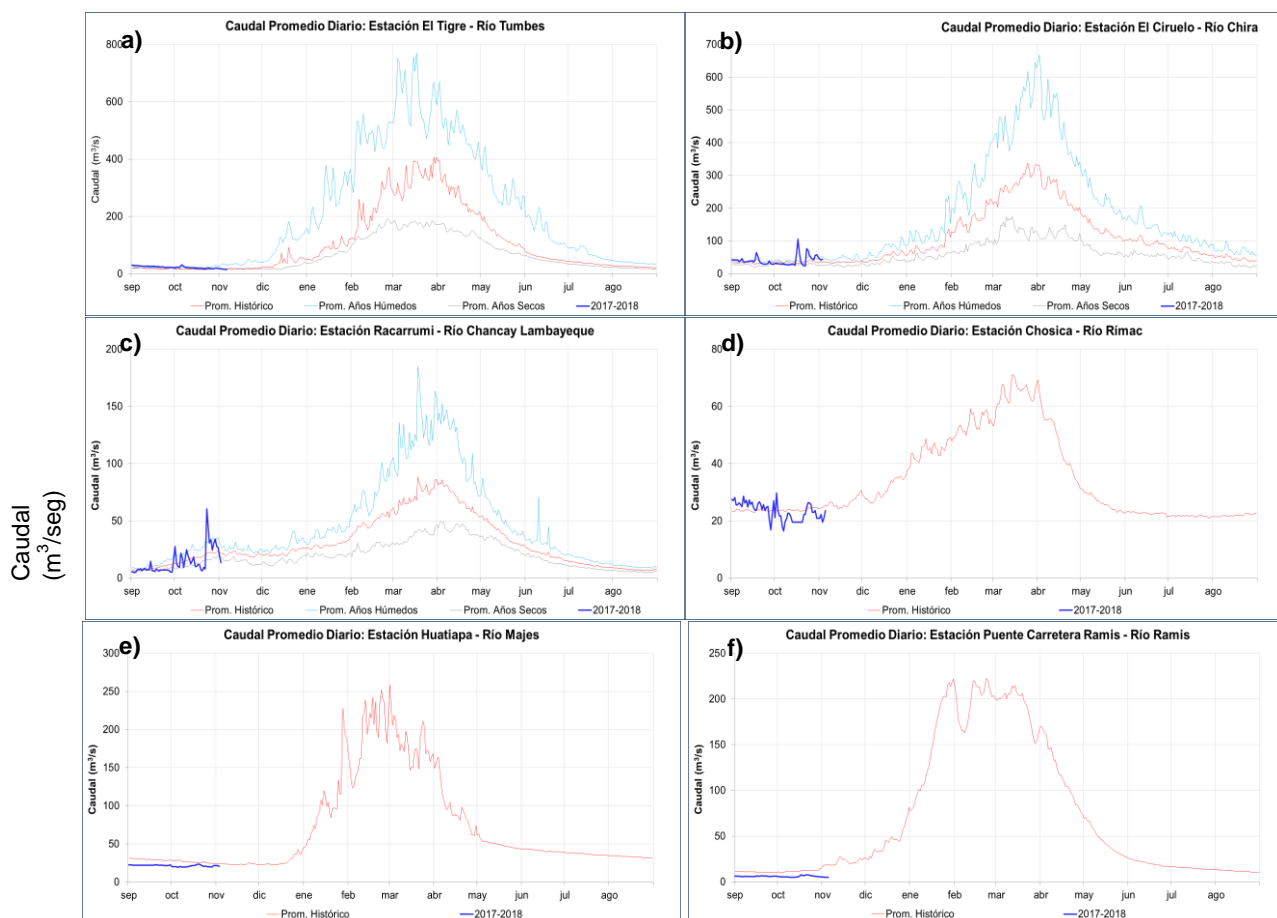 Caudal
(m³/seg)
a)
Caudal Promedio Diario: Estación El Tigre - Río Tumbes
Caudal (m³/s)
800
600
400
200
0
sep oct nov dic ene feb mar abr may jun jul ago
Prom. Histórico Prom. Años Húmedos Prom. Años Secos 2017-2018
b)
Caudal Promedio Diario: Estación El Ciruelo - Río Chira
Caudal (m³/s)
700
600
500
400
300
200
100
0
sep oct nov dic ene feb mar abr may jun jul ago
Prom. Histórico Prom. Años Húmedos Prom. Años Secos 2017-2018
c)
Caudal Promedio Diario: Estación Racarrumi - Río Chancay Lambayeque
Caudal (m³/s)
200
150
100
50
0
sep oct nov dic ene feb mar abr may jun jul ago
Prom. Histórico Prom. Años Húmedos Prom. Años Secos 2017-2018
d)
Caudal Promedio Diario: Estación Chosica - Río Rímac
Caudal (m³/s)
80
60
40
20
0
sep oct nov dic ene feb mar abr may jun jul ago
Prom. Histórico 2017-2018
e)
Caudal Promedio Diario: Estación Huatiapa - Río Majes
Caudal (m³/s)
300
250
200
150
100
50
0
sep oct nov dic ene feb mar abr may jun jul ago
Prom. Histórico 2017-2018
f)
Caudal Promedio Diario: Estación Puente Carretera Ramis - Río Ramis
Caudal (m³/s)
250
200
150
100
50
0
sep oct nov dic ene feb mar abr may jun jul ago
Prom. Histórico 2017-2018